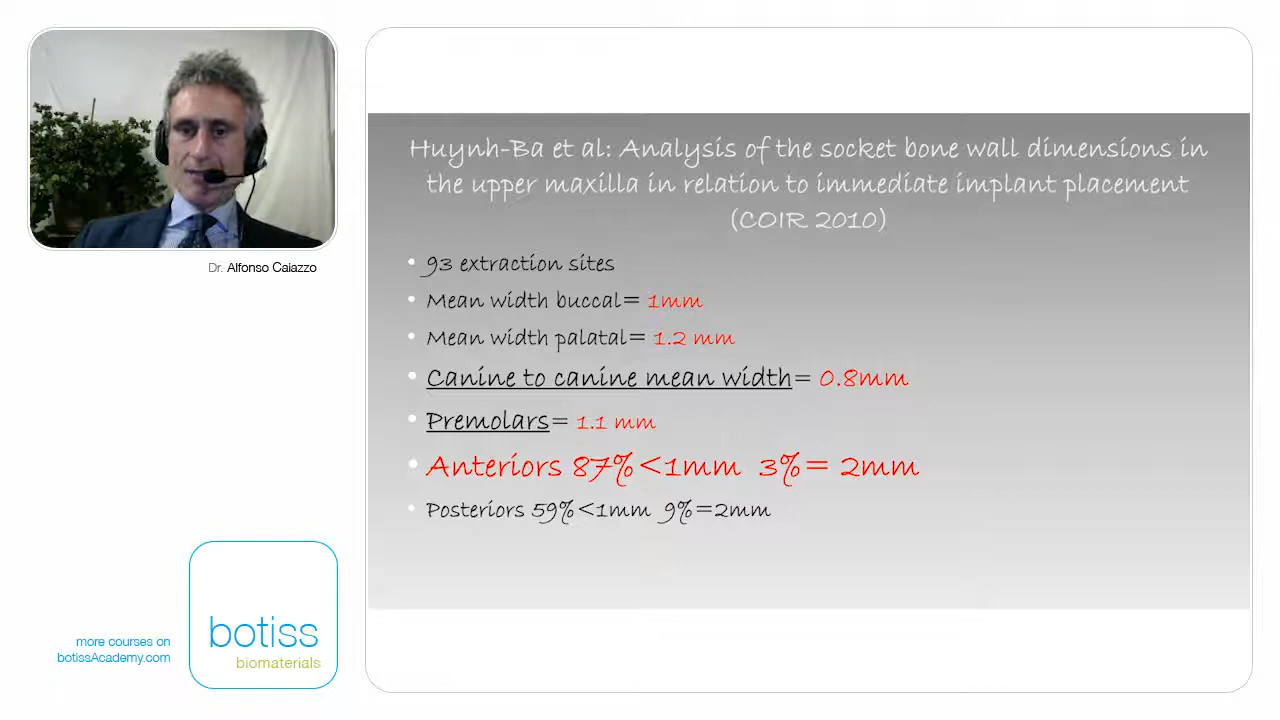 Dr. Alfonso Caiazzo
Huynh-Ba et al: Analysis of the socket bone wall dimensions in
the upper maxilla in relation to immediate implant placement
(COIR 2010)
• 93 extraction sites
• Mean width buccal= 1mm
• Mean width palatal= 1.2 mm
• Canine to canine mean width= 0.8mm
• Premolars= 1.1 mm
• Anteriors 87%<1mm 3%= 2mm
• Posteriors 59%<1mm 9%=2mm
more courses on
botissAcademy.com
botiss
biomaterials